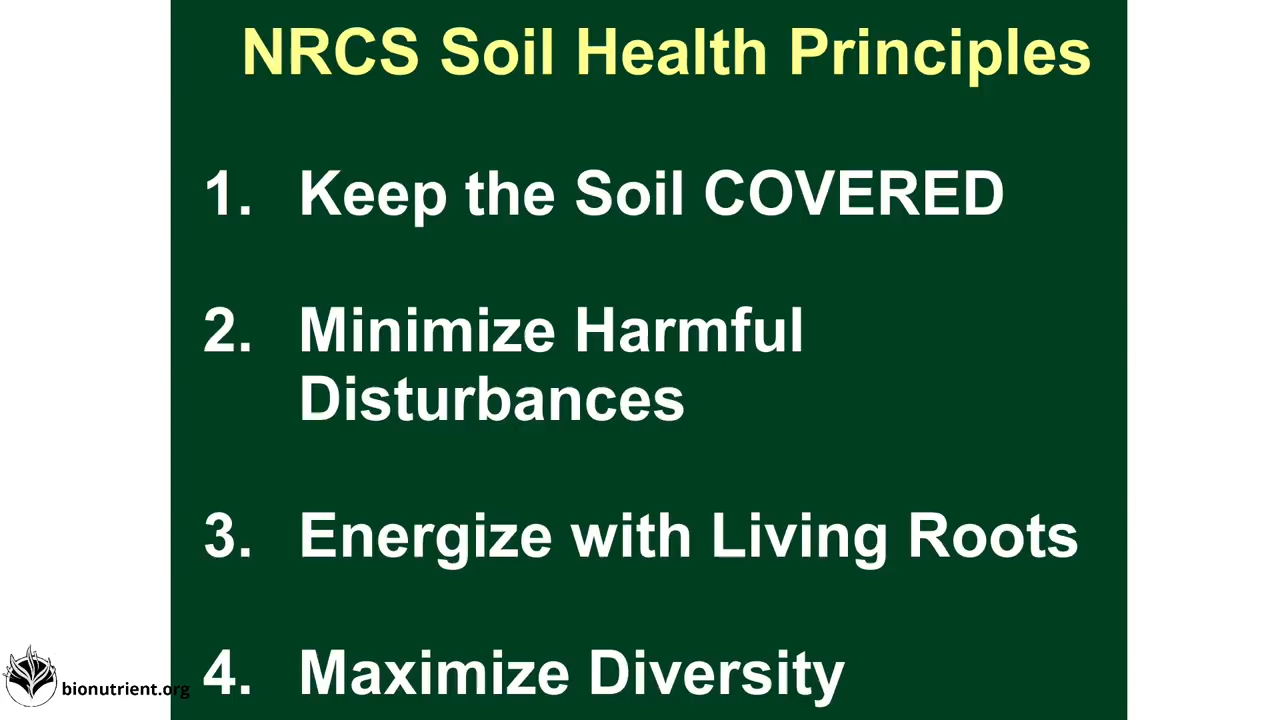 NRCS Soil Health Principles
1. Keep the Soil COVERED
2. Minimize Harmful
Disturbances
3. Energize with Living Roots
4. Maximize Diversity
bionutrient.org